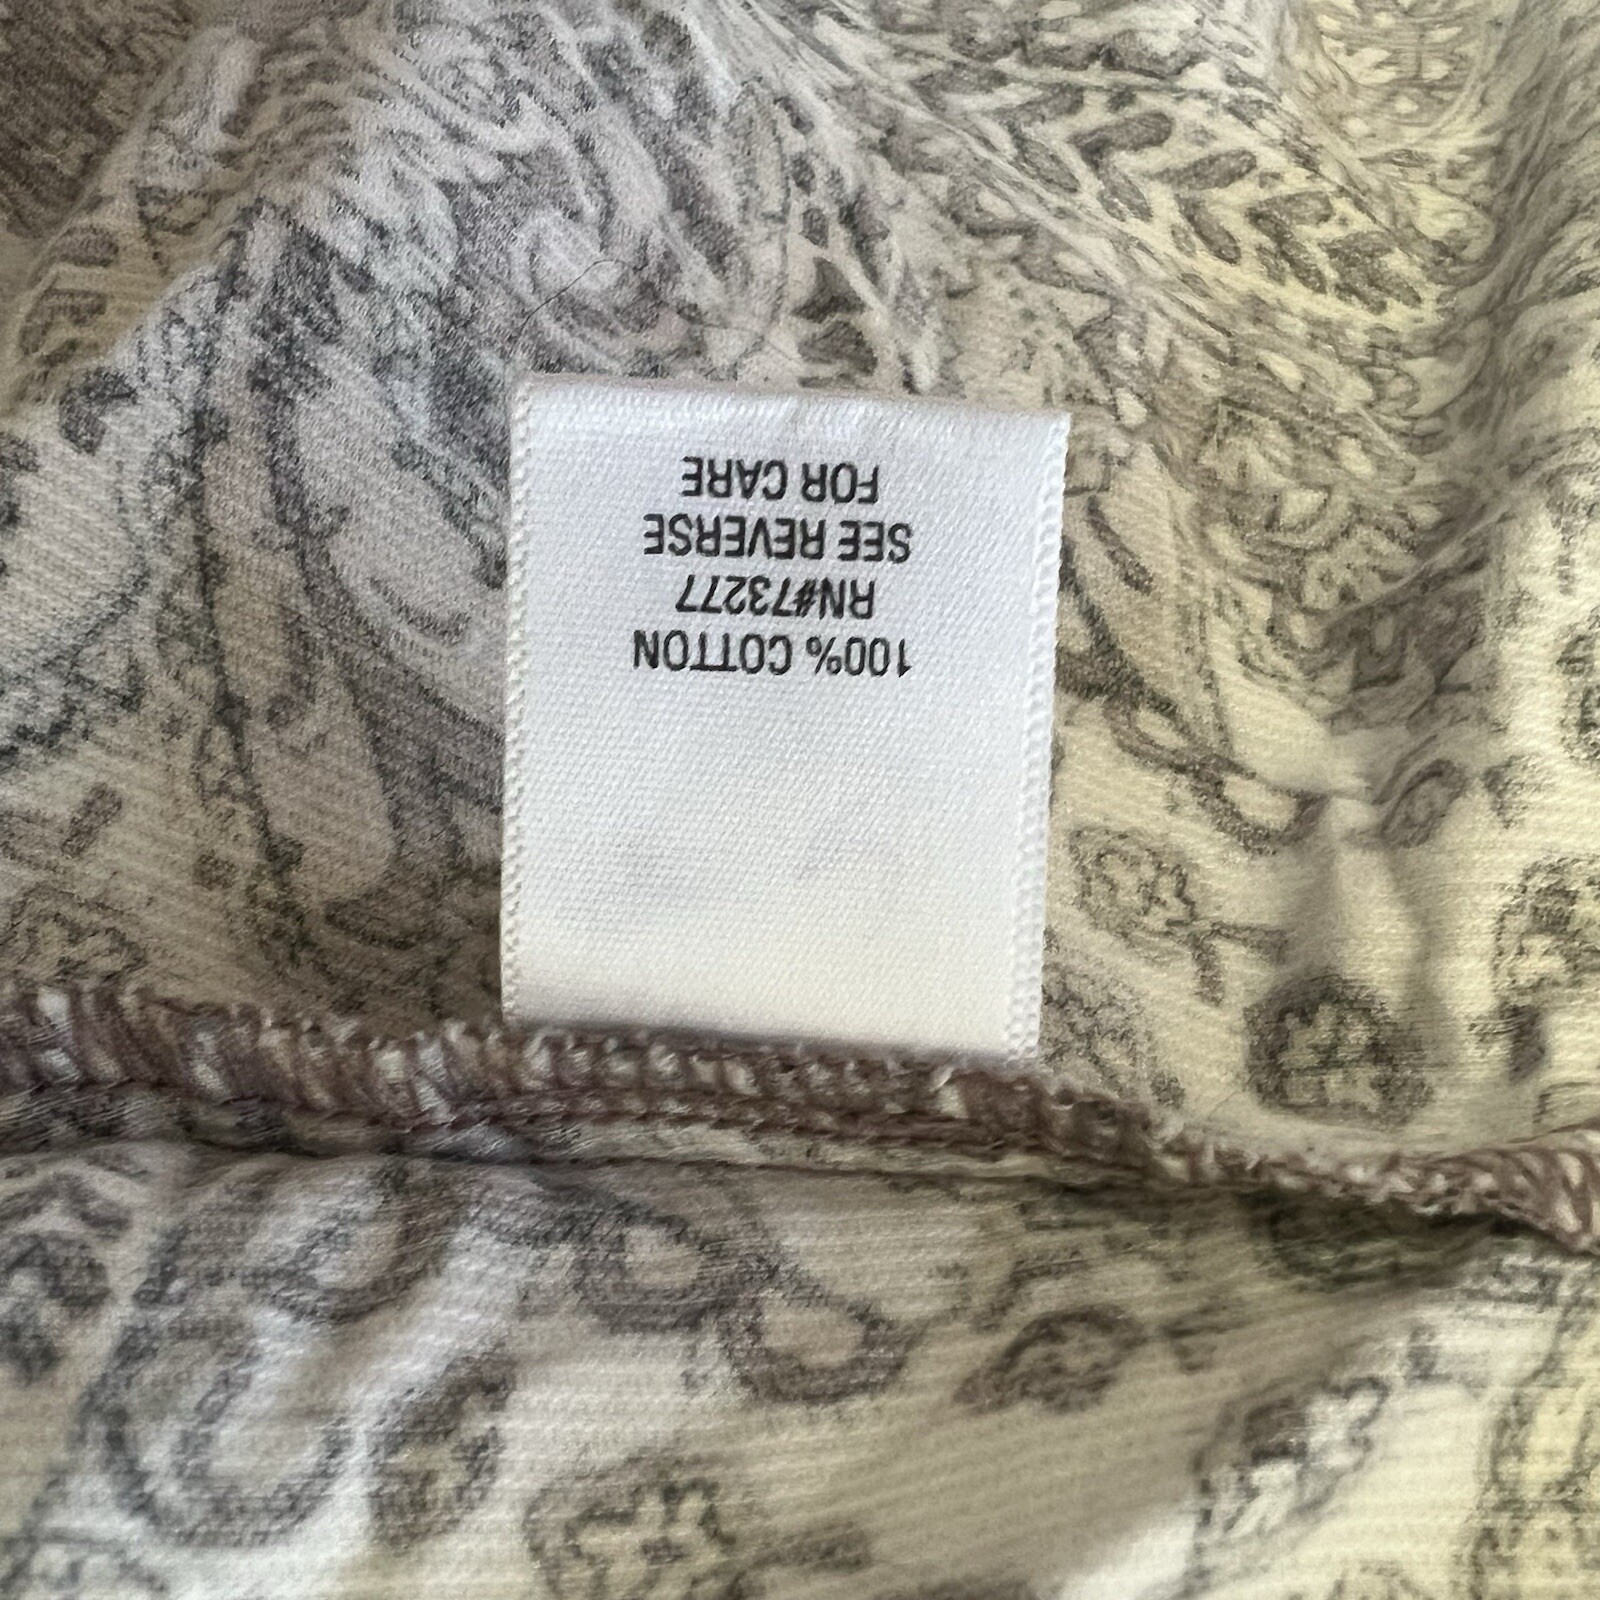 100% COTTON
RN#73277
SEE REVERSE
FOR CARE